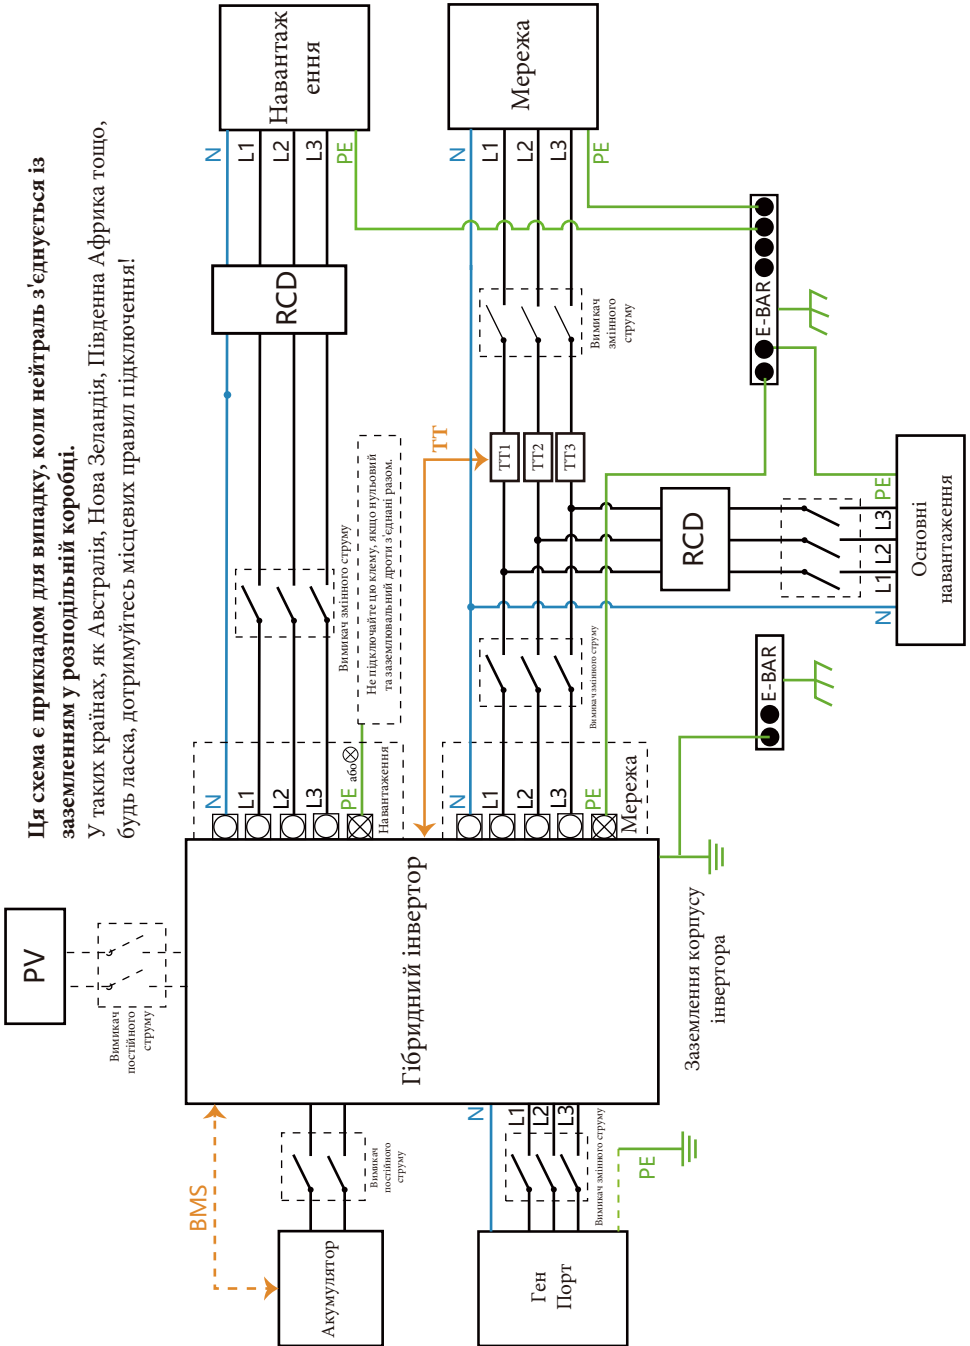 Ця схема є прикладом для випадку, коли нейтраль з'єднується із
заземленням у розподільній коробці.
У таких країнах, як Австралія, Нова Зеландія, Південна Африка тощо,
будь ласка, дотримуйтесь місцевих правил підключення!
PV
Вимикач
постійного
струму
BMS
Акумулятор
Вимикач
постійного
струму
Гібридний інвертор
N
L1
L2
L3
PE
або
Навантаження
Вимикач змінного струму
Не підключайте цю клему, якщо нульовий
та заземлювальний дроти з'єднані разом.
RCD
N
L1
L2
L3
PE
Навантаж
ення
TT
N
L1
L2
L3
PE
Мережа
Вимикач змінного струму
ТТ1
ТТ2
ТТ3
Вимикач
змінного
струму
N
L1
L2
L3
PE
Мережа
RCD
N
L1
L2
L3
PE
Основні
навантаження
E-BAR
E-BAR
Заземлення корпусу
інвертора
N
L1
L2
L3
Вимикач змінного струму
PE
Ген
Порт